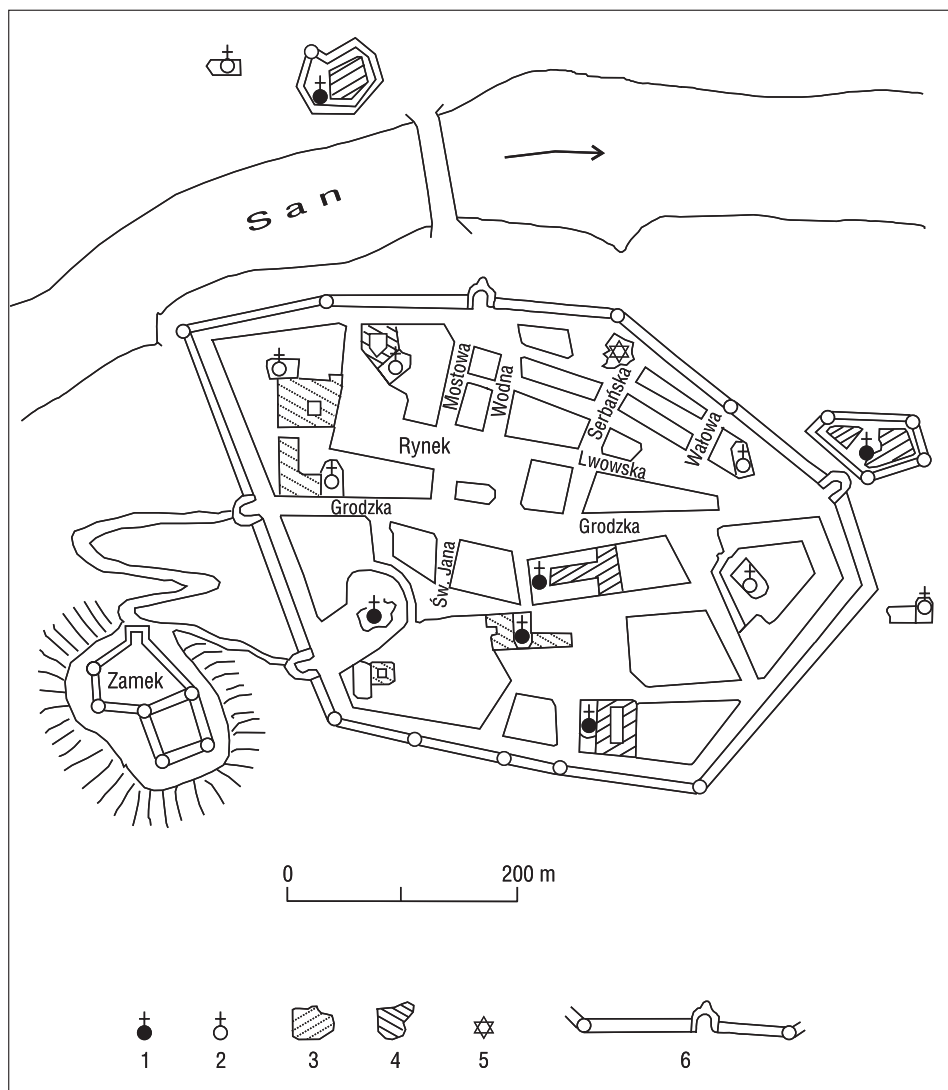 San
Mostowa
Wodna
Serbańska
Wałowa
Rynek
Lwowska
Grodzka
Grodzka
Św. Jana
Zamek
0 200 m
1 2 3 4 5 6